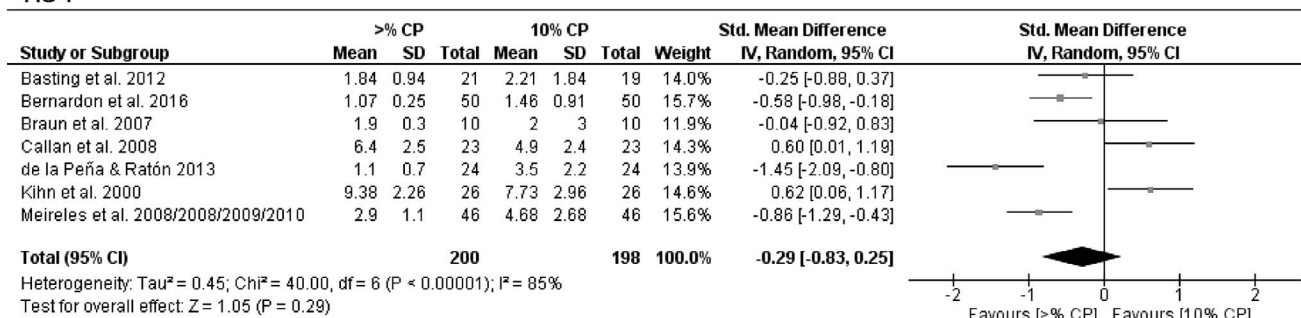 >% CP 10% CP Std. Mean Difference Std. Mean Difference
Study or Subgroup Mean SD Total Mean SD Total Weight IV, Random, 95% CI IV, Random, 95% CI
Basting et al. 2012 1.84 0.94 21 2.21 1.84 19 14.0% -0.25 [-0.88, 0.37]
Bernardon et al. 2016 1.07 0.25 50 1.46 0.91 50 15.7% -0.58 [-0.98, -0.18]
Braun et al. 2007 1.9 0.3 10 2 3 10 11.9% -0.04 [-0.92, 0.83]
Callan et al. 2008 6.4 2.5 23 4.9 2.4 23 14.3% 0.60 [0.01, 1.19]
de la Peña & Ratón 2013 1.1 0.7 24 3.5 2.2 24 13.9% -1.45 [-2.09, -0.80]
Kihn et al. 2000 9.38 2.26 26 7.73 2.96 26 14.6% 0.62 [0.06, 1.17]
Meireles et al. 2008/2008/2009/2010 2.9 1.1 46 4.68 2.68 46 15.6% -0.86 [-1.29, -0.43]
Total (95% CI) 200 198 100.0% -0.29 [-0.83, 0.25]
Heterogeneity: Tau² = 0.45; Chi² = 40.00, df = 6 (P < 0.00001); I² = 85%
Test for overall effect: Z = 1.05 (P = 0.29)
-2 -1 0 1 2
Favours [>% CP] Favours [10% CP]